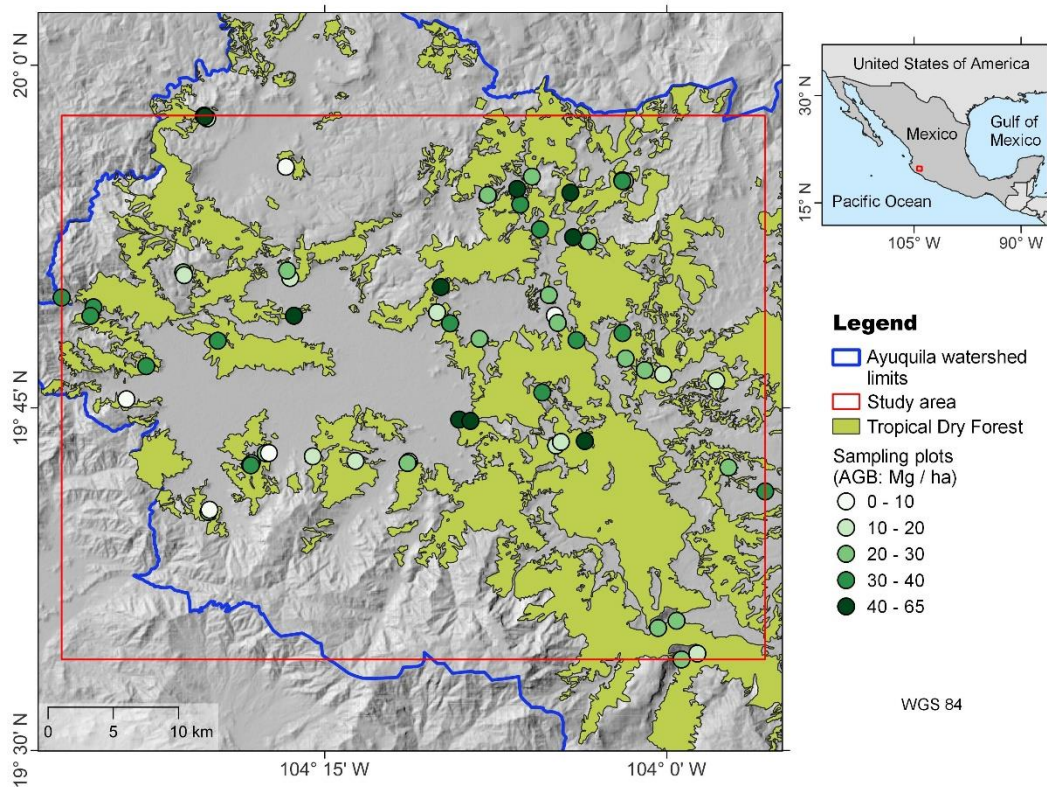 20° 0' N
19° 45' N
19° 30' N
104° 15' W
104° 0' W
0 5 10 km
United States of America
Mexico
Gulf of
Mexico
Pacific Ocean
30° N
15° N
105° W
90° W
Legend
Ayuquila watershed
limits
Study area
Tropical Dry Forest
Sampling plots
(AGB: Mg / ha)
0 - 10
10 - 20
20 - 30
30 - 40
40 - 65
WGS 84